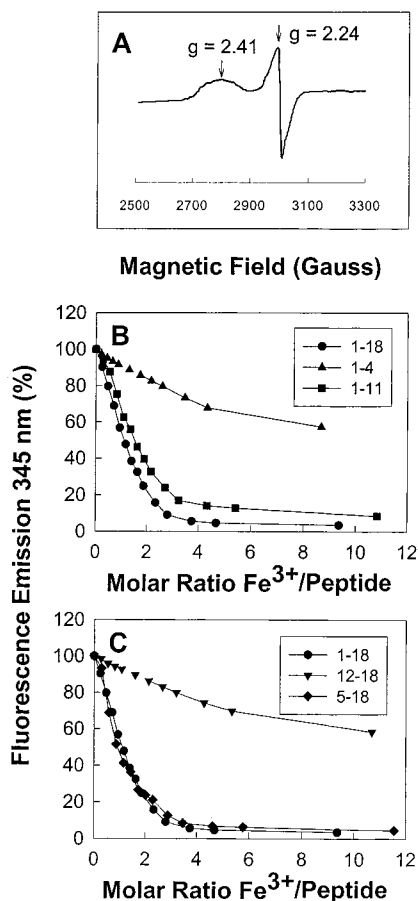 A
g = 2.41
g = 2.24
2500 2700 2900 3100 3300
Magnetic Field (Gauss)
Fluorescence Emission 345 nm (%)
B
120
100
80
60
40
20
0
1-18
1-4
1-11
0 2 4 6 8 10 12
Molar Ratio Fe3+/Peptide
C
120
100
80
60
40
20
0
1-18
12-18
5-18
0 2 4 6 8 10 12
Molar Ratio Fe3+/Peptide